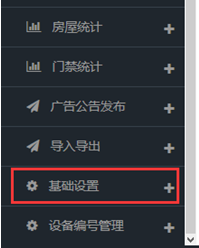 房屋统计 +
门禁统计 +
广告公告发布 +
导入导出 +
基础设置 +
设备编号管理 +